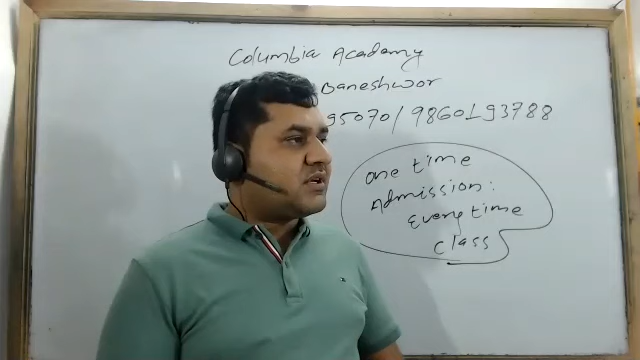 Columbia Academy
Baneshwor
95070/ 9860193788
one time
Admission:
Every time
class